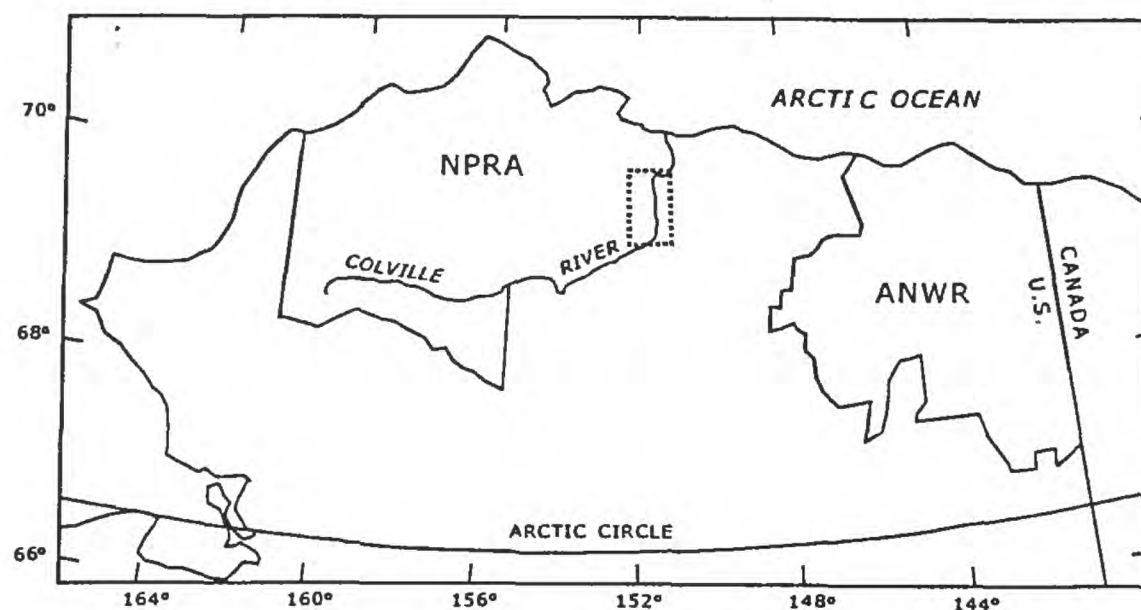 70°
ARCTIC OCEAN
NPRA
COLVILLE
RIVER
ANWR
CANADA
U.S.
68°
ARCTIC CIRCLE
66°
164°
160°
156°
152°
148°
144°